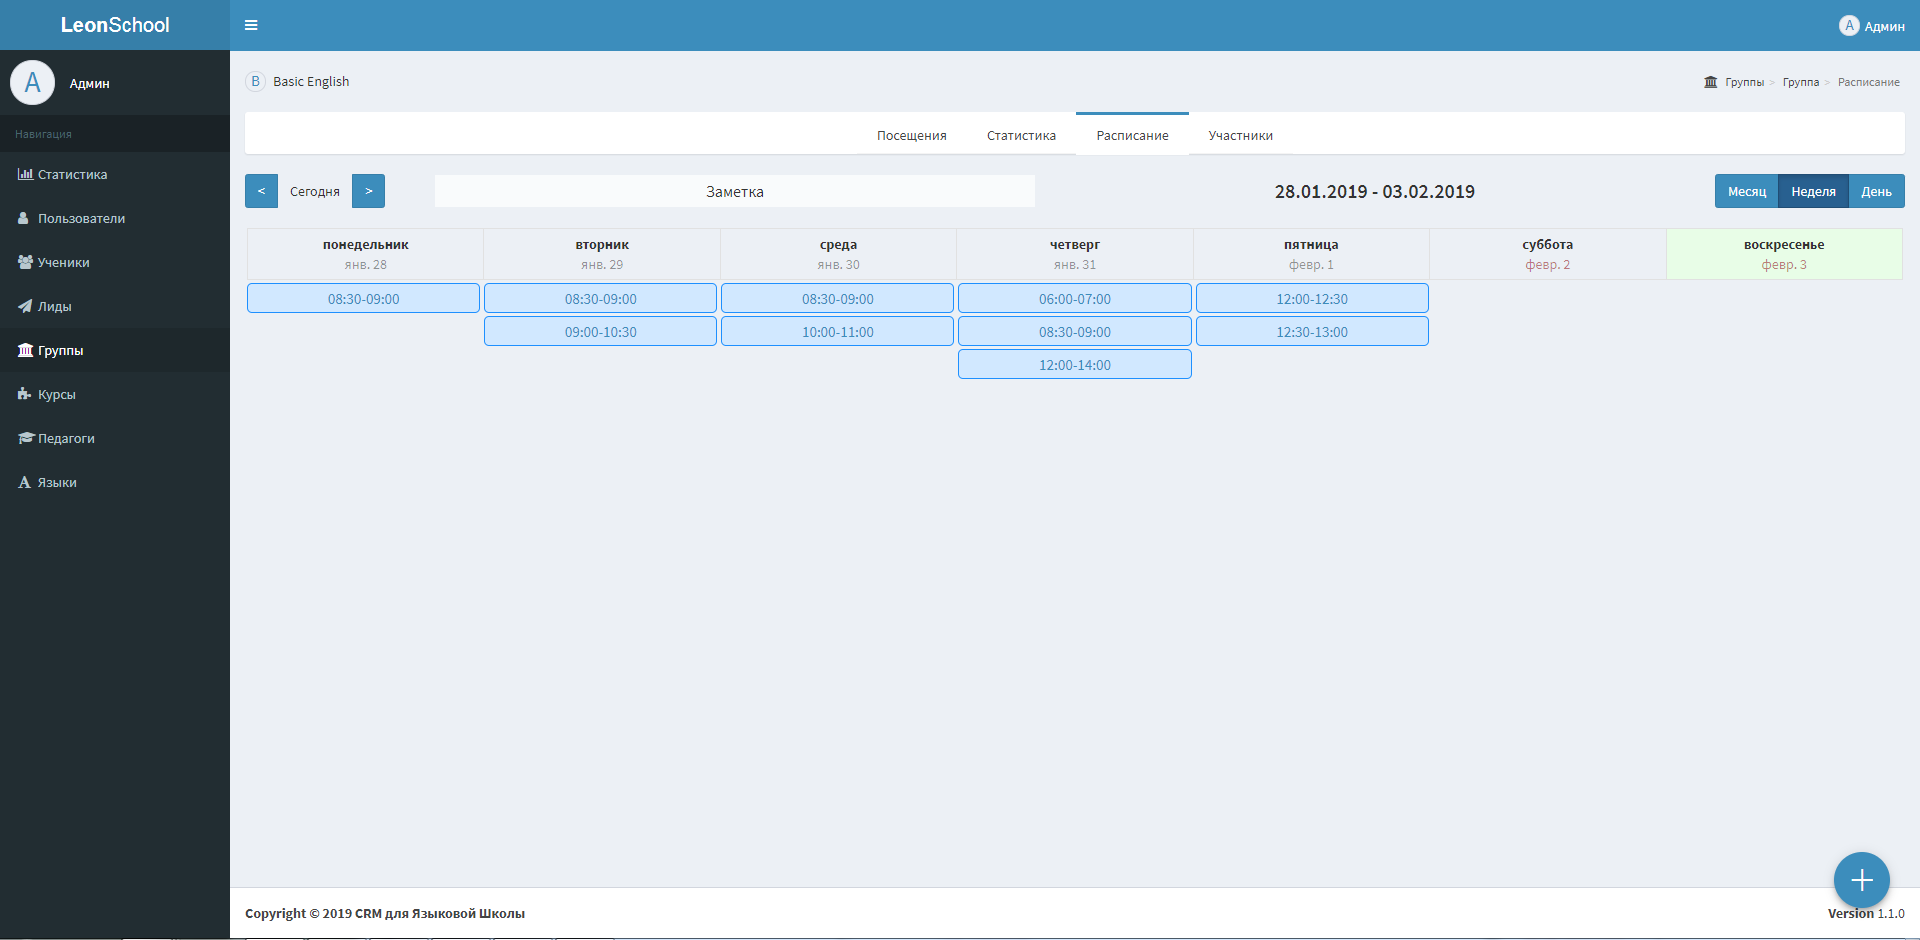 LeonSchool
А Админ
А Админ
Навигация
Статистика
Пользователи
Ученики
Лиды
Группы
Курсы
Педагоги
Языки
B Basic English
Группы > Группа > Расписание
Посещения Статистика Расписание Участники
< Сегодня > Заметка 28.01.2019 - 03.02.2019 Месяц Неделя День
понедельник вторник среда четверг пятница суббота воскресенье
янв. 28 янв. 29 янв. 30 янв. 31 февр. 1 февр. 2 февр. 3
08:30-09:00 08:30-09:00 08:30-09:00 06:00-07:00 12:00-12:30
09:00-10:30 10:00-11:00 08:30-09:00 12:30-13:00
12:00-14:00
Copyright © 2019 CRM для Языковой Школы
Version 1.1.0